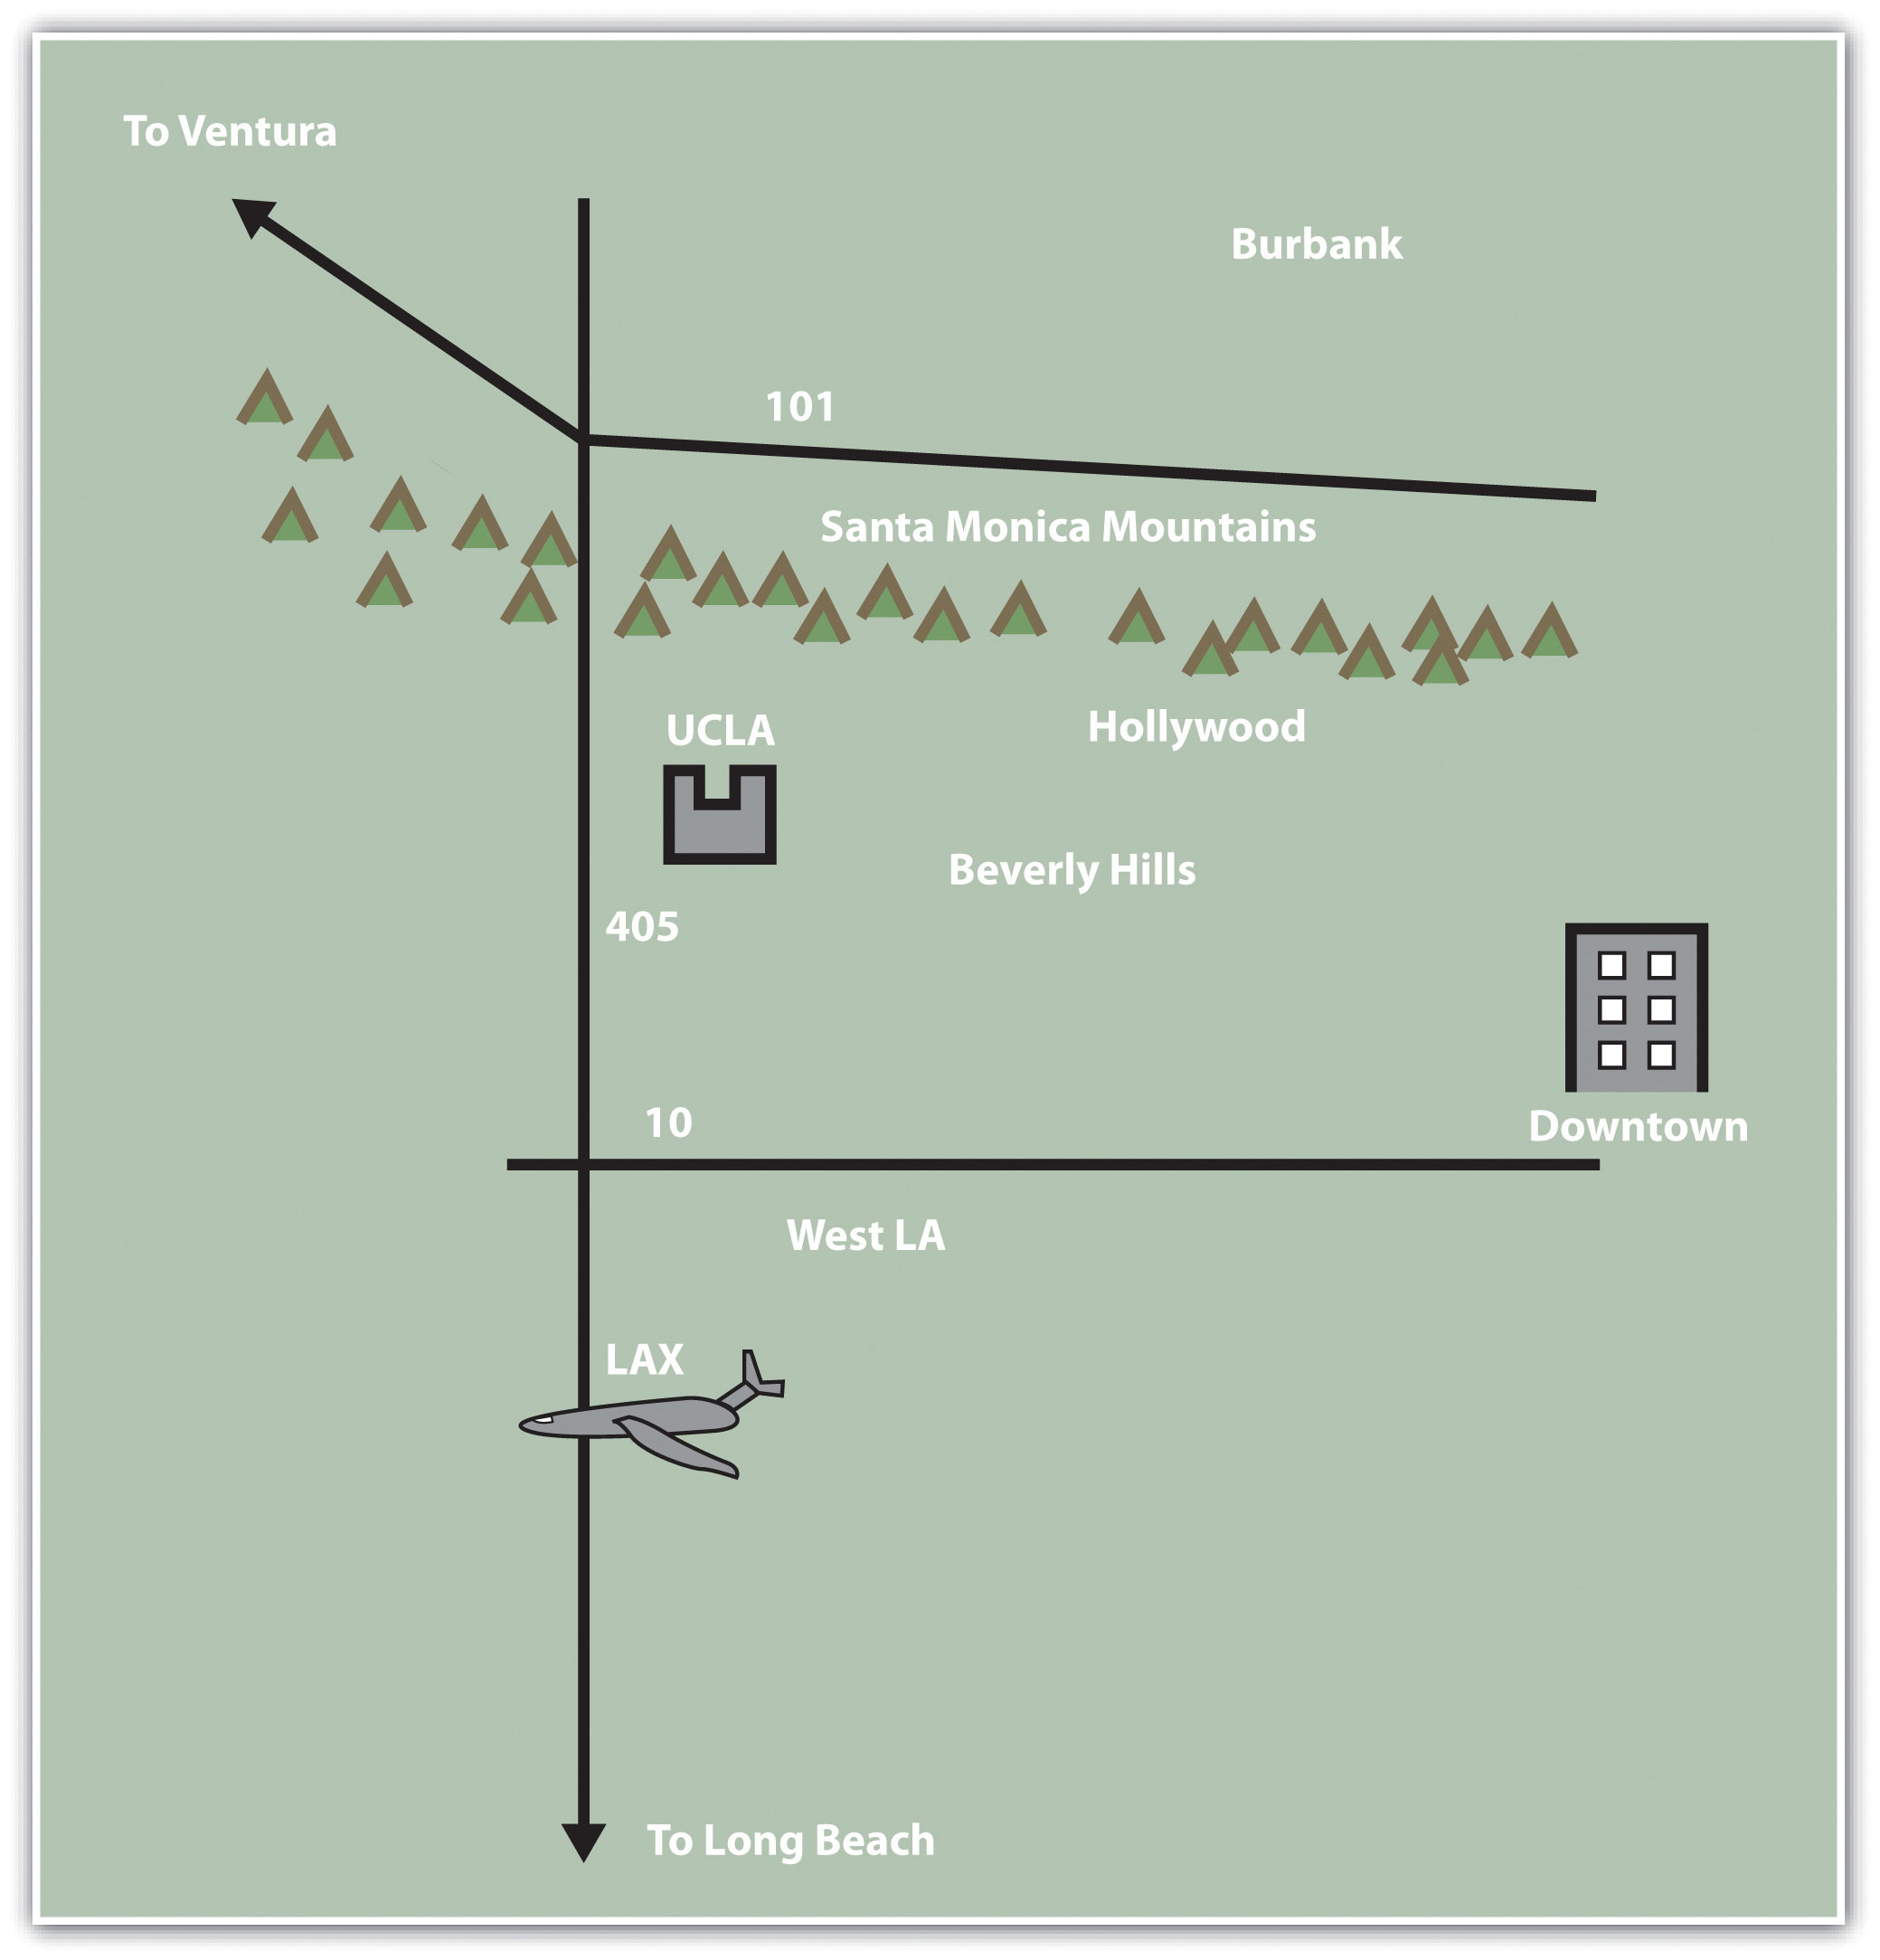 To Ventura
Burbank
101
Santa Monica Mountains
UCLA
Hollywood
Beverly Hills
405
10
Downtown
West LA
LAX
To Long Beach